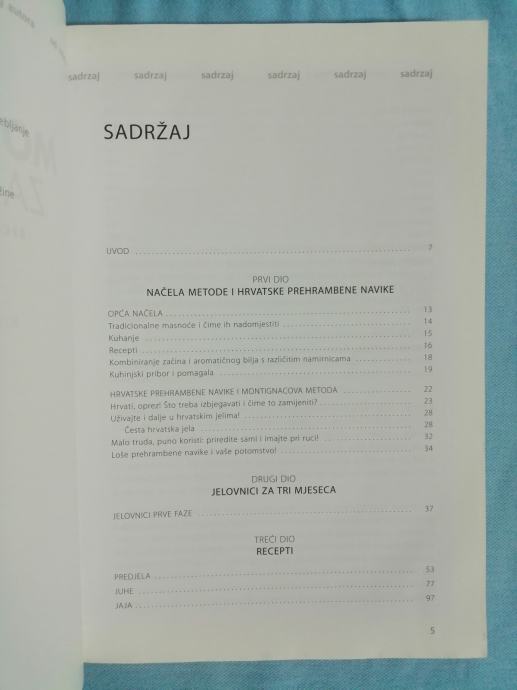 sadrzaj sadrzaj sadrzaj sadrzaj sadrzaj sadrzaj
SADRŽAJ
UVOD 7
PRVI DIO
NAČELA METODE I HRVATSKE PREHRAMBENE NAVIKE
OPĆA NAČELA 13
Tradicionalne masnoće i čime ih nadomjestiti 14
Kuhanje 15
Recepti 16
Kombiniranje začina i aromatičnog bilja s različitim namirnicama 18
Kuhinjski pribor i pomagala 19
HRVATSKE PREHRAMBENE NAVIKE I MONTIGNACOVA METODA 22
Hrvati, oprez! Što treba izbjegavati i čime to zamijeniti? 23
Uživajte i dalje u hrvatskim jelima! 28
Česta hrvatska jela 28
Malo truda, puno koristi: priredite sami i imajte pri ruci! 32
Loše prehrambene navike i vaše potomstvo! 34
DRUGI DIO
JELOVNICI ZA TRI MJESECA
JELOVNICI PRVE FAZE 37
TREĆI DIO
RECEPTI
PREDJELA 53
JUHE 77
JAJA 97
5